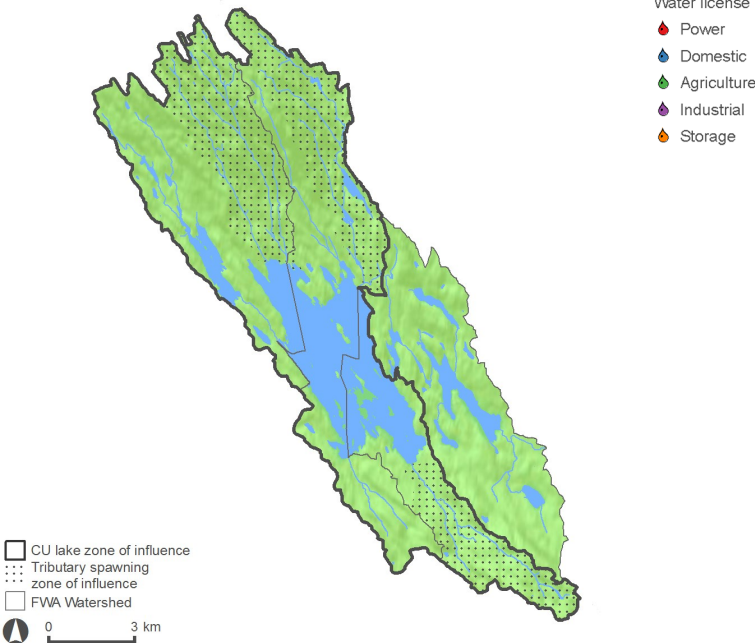 Water license
Power
Domestic
Agriculture
Industrial
Storage
CU lake zone of influence
Tributary spawning
zone of influence
FWA Watershed
0 3 km